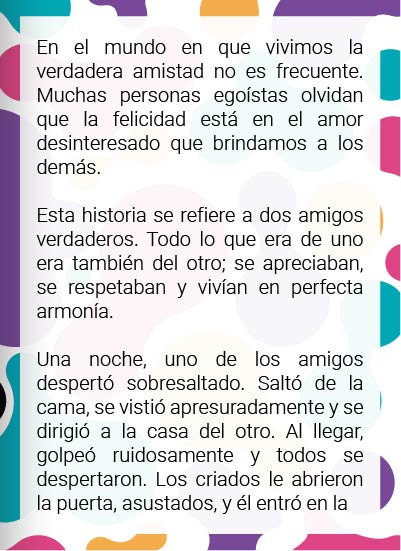 En el mundo en que vivimos la
verdadera amistad no es frecuente.
Muchas personas egoístas olvidan
que la felicidad está en el amor
desinteresado que brindamos a los
demás.
Esta historia se refiere a dos amigos
verdaderos. Todo lo que era de uno
era también del otro; se apreciaban,
se respetaban y vivían en perfecta
armonía.
Una noche, uno de los amigos
despertó sobresaltado. Saltó de la
cama, se vistió apresuradamente y se
dirigió a la casa del otro. Al llegar,
golpeó ruidosamente y todos se
despertaron. Los criados le abrieron
la puerta, asustados, y él entró en la